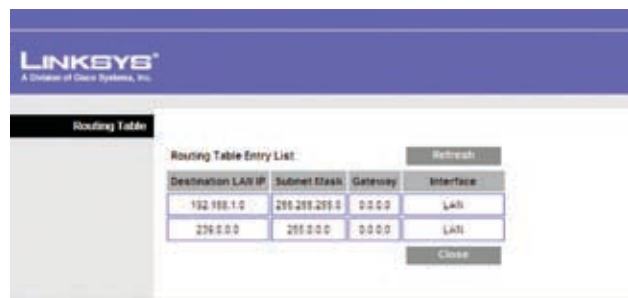 LINKSYS®
A Division of Cisco Systems, Inc.
Routing Table
Routing Table Entry List
Refresh
Destination LAN IP Subnet Mask Gateway Interface
192.168.1.0 255.255.255.0 0.0.0.0 LAN
239.0.0.0 255.0.0.0 0.0.0.0 LAN
Close